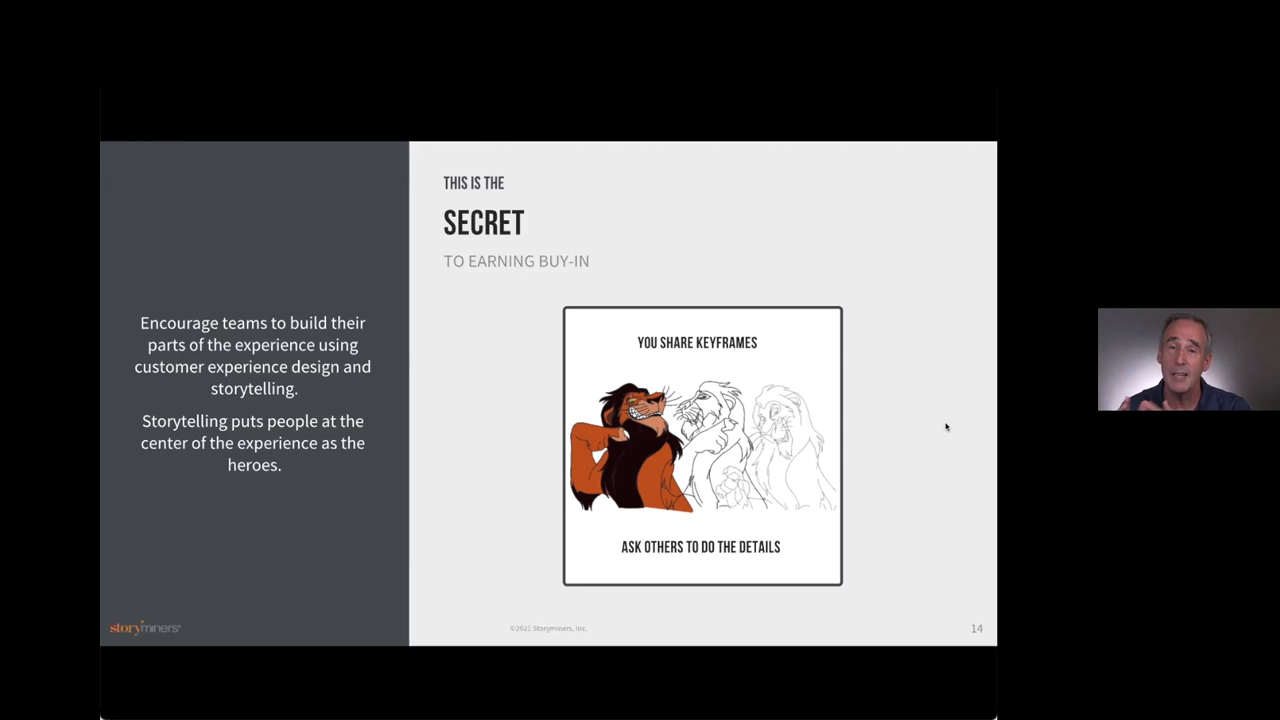 THIS IS THE
SECRET
TO EARNING BUY-IN
Encourage teams to build their
parts of the experience using
customer experience design and
storytelling.
Storytelling puts people at the
center of the experience as the
heroes.
YOU SHARE KEYFRAMES
ASK OTHERS TO DO THE DETAILS
storyminers
©2021 Storyminers, Inc.
14